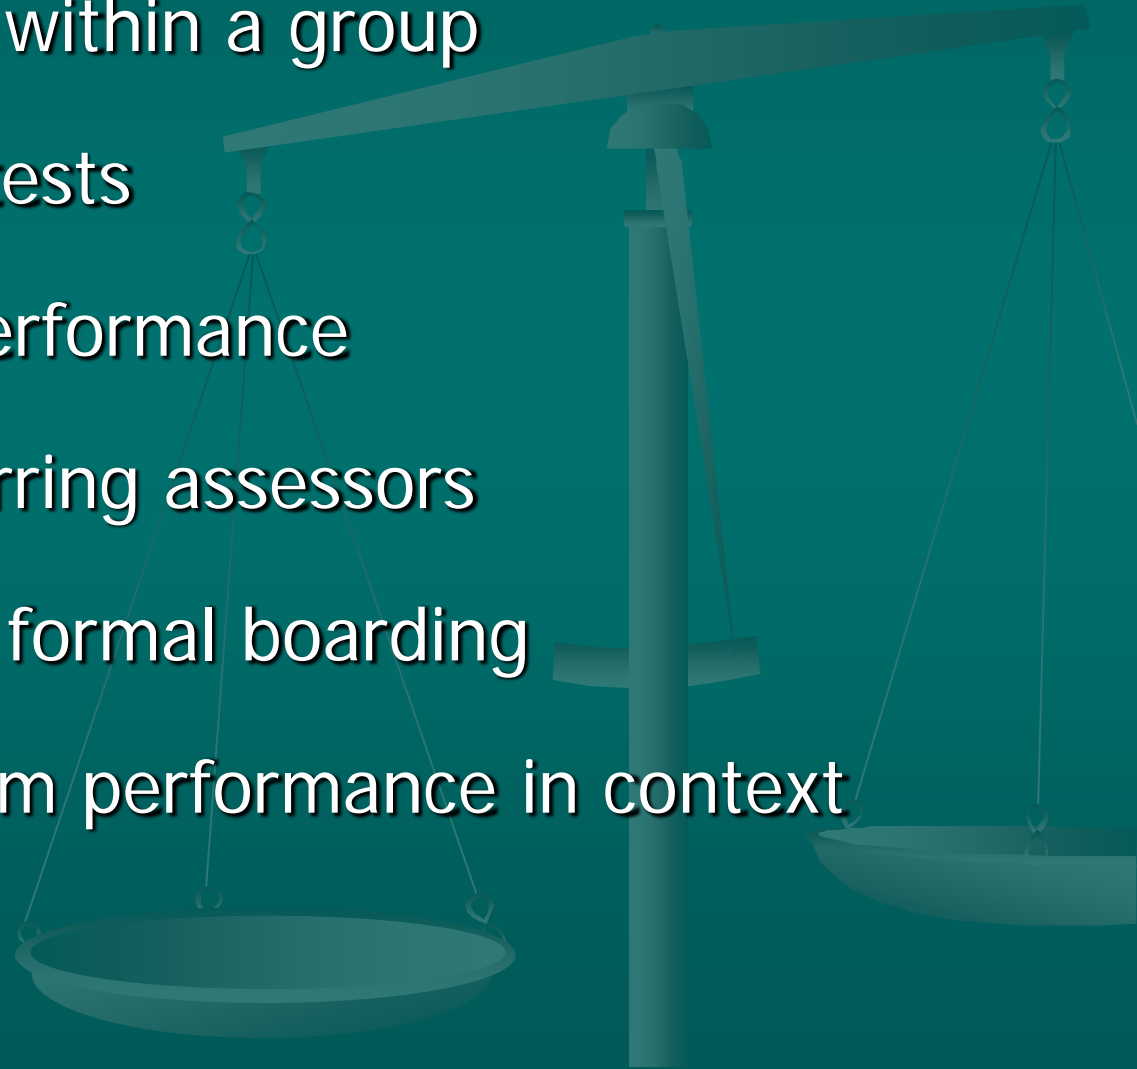 within a group
ests
erformance
rring assessors
formal boarding
m performance in context